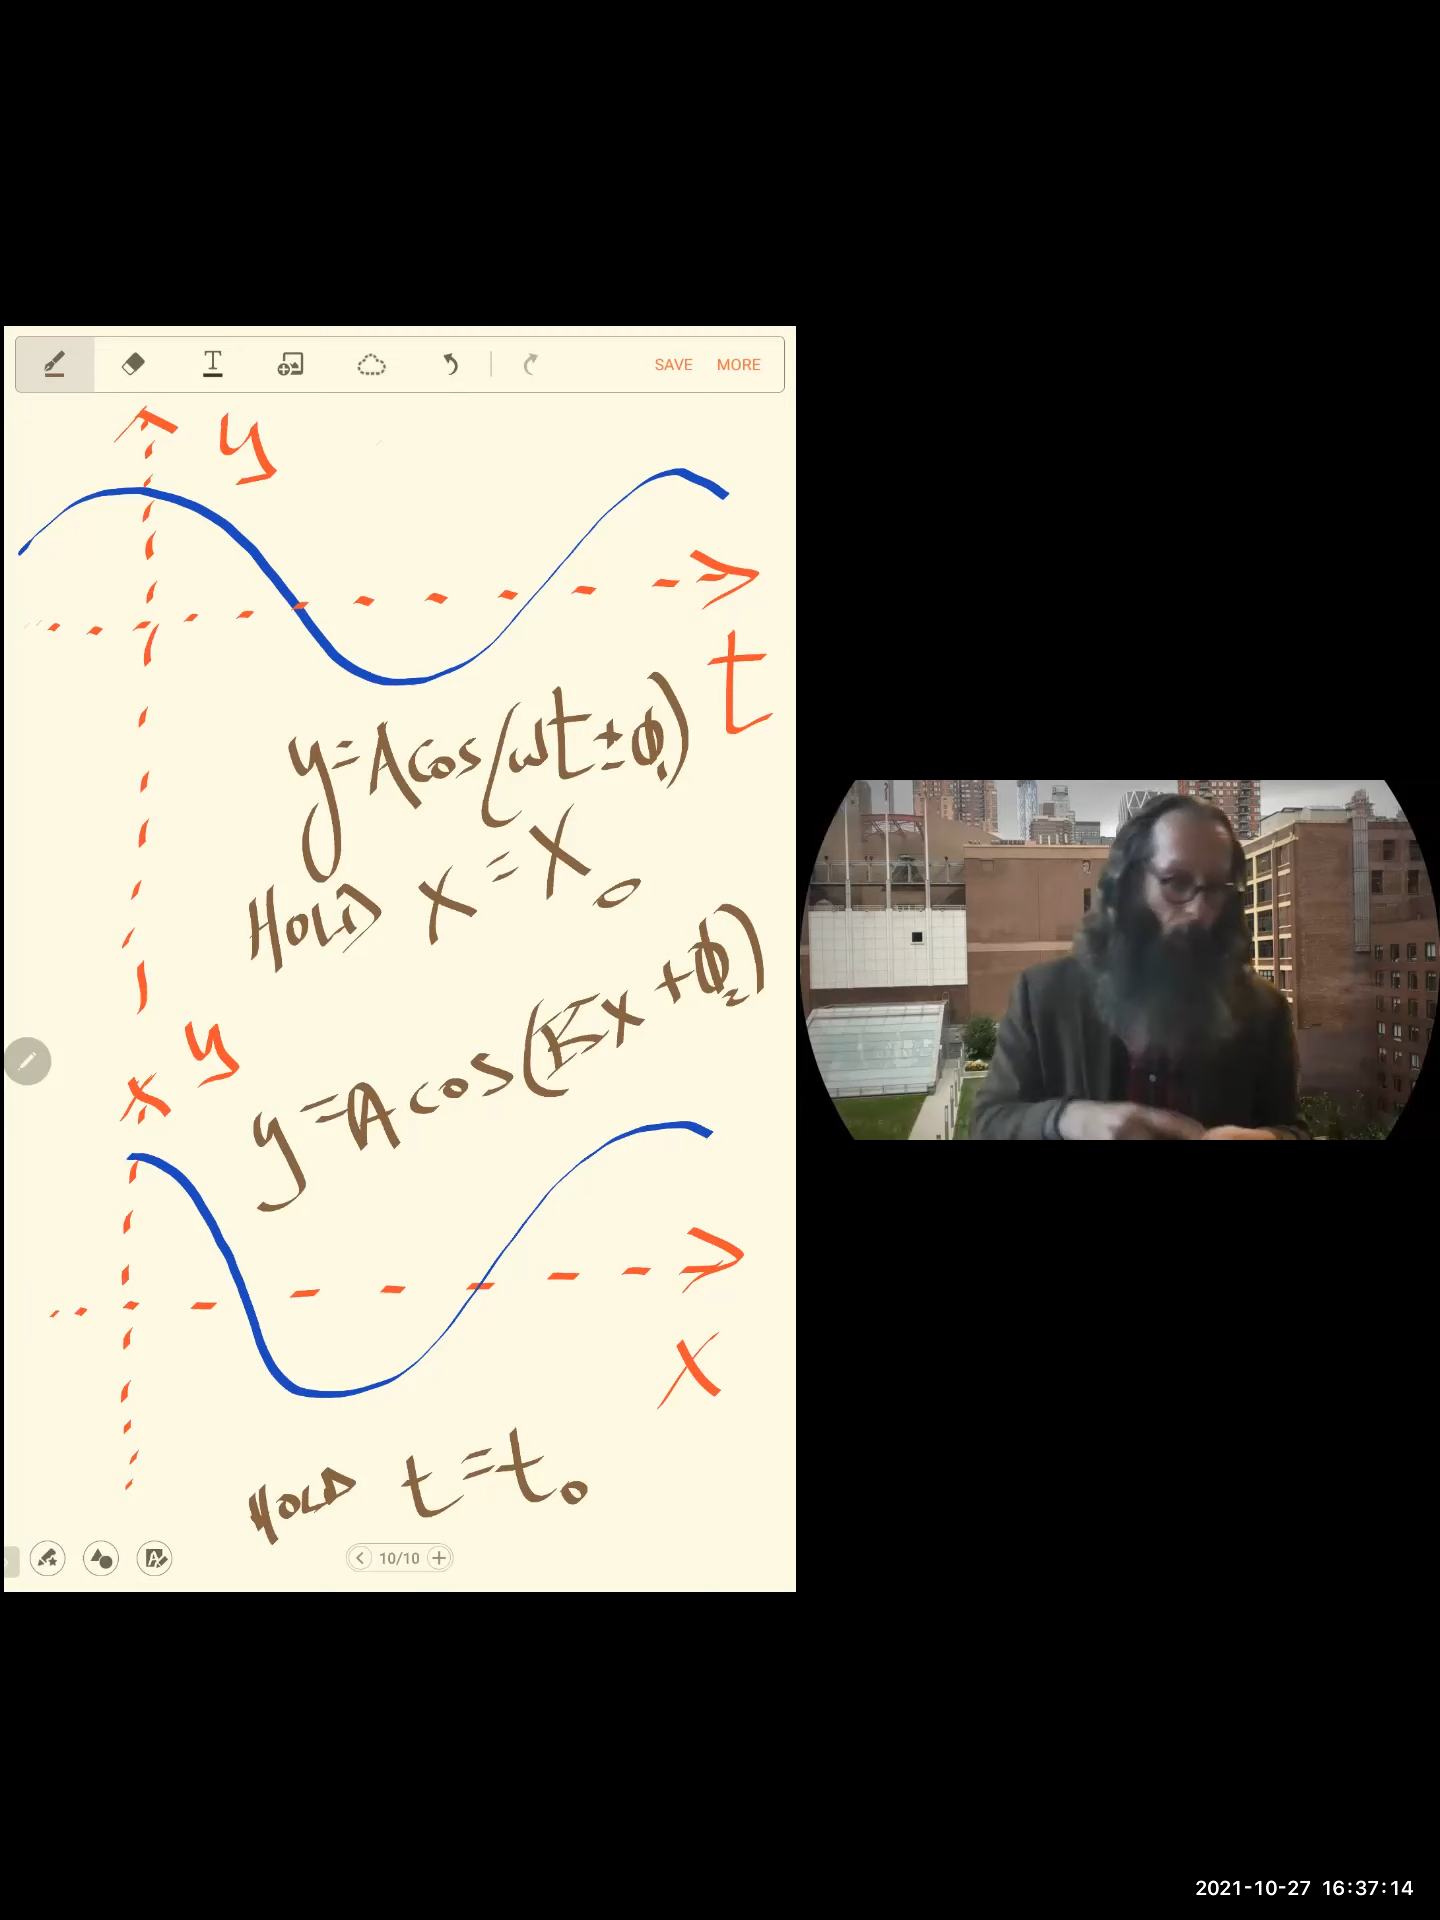 SAVE MORE
y
t
y=Acos(ωt±ϕ₁)
HOLD x=x₀
y
y=Acos(kx+ϕ₂)
x
HOLD t=t₀
10/10
2021-10-27 16:37:14